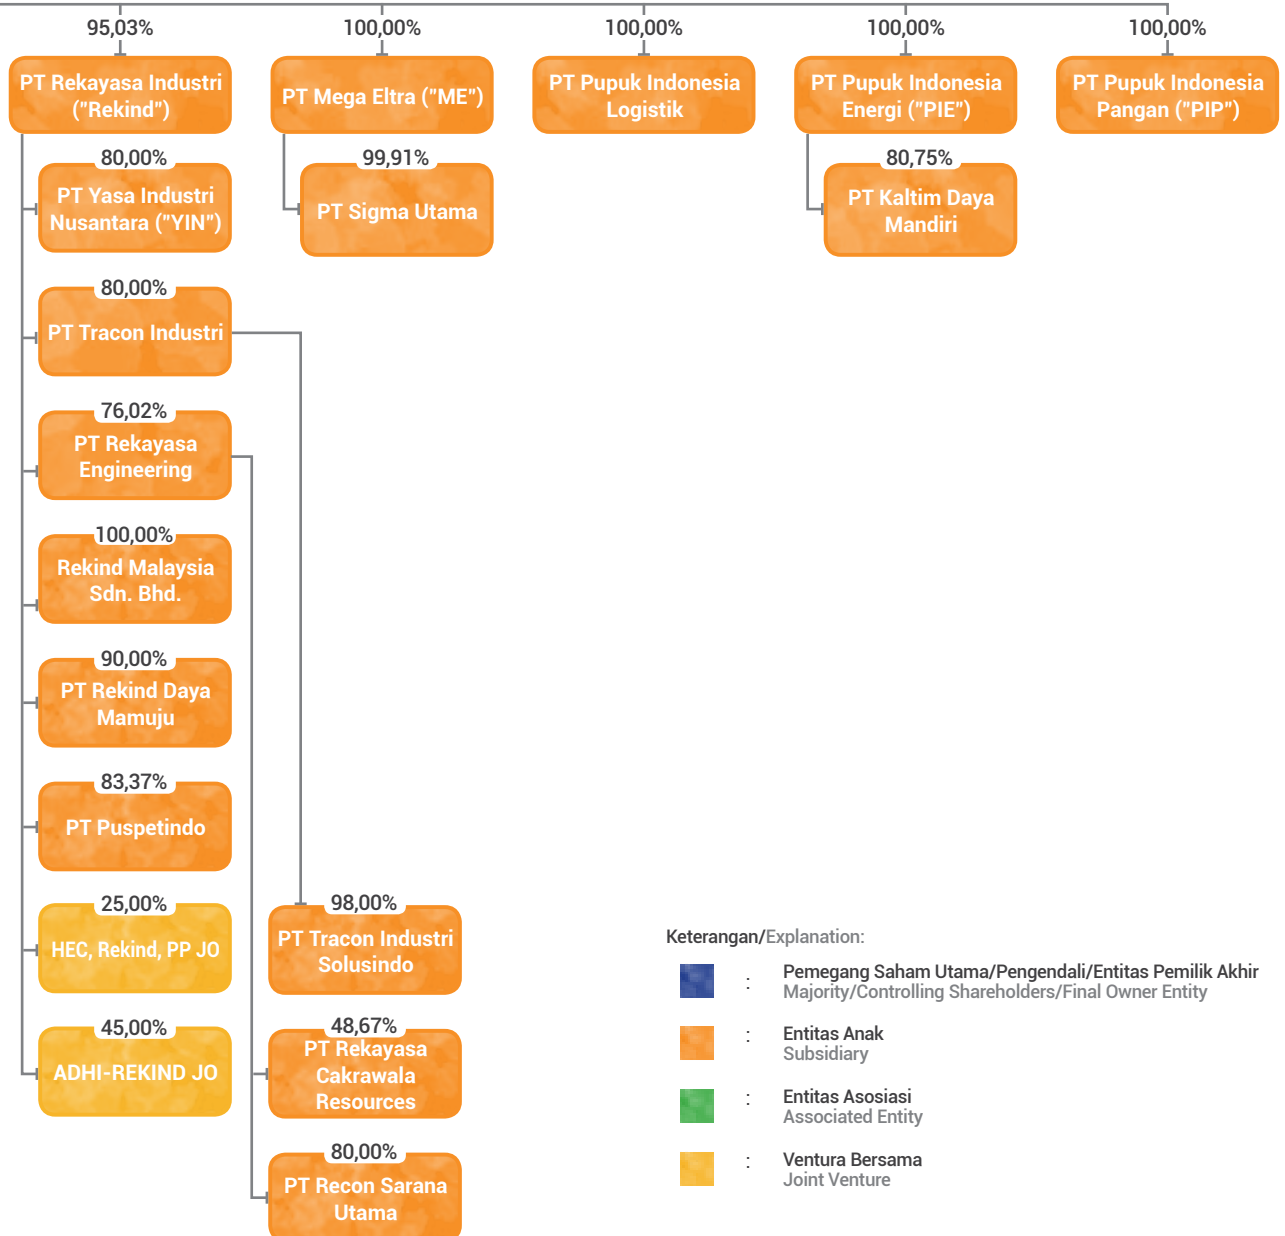 95,03%
100,00%
100,00%
100,00%
100,00%
PT Rekayasa Industri
("Rekind")
PT Mega Eltra ("ME")
PT Pupuk Indonesia
Logistik
PT Pupuk Indonesia
Energi ("PIE")
PT Pupuk Indonesia
Pangan ("PIP")
80,00%
PT Yasa Industri
Nusantara ("YIN")
99,91%
PT Sigma Utama
80,75%
PT Kaltim Daya
Mandiri
80,00%
PT Tracon Industri
76,02%
PT Rekayasa
Engineering
100,00%
Rekind Malaysia
Sdn. Bhd.
90,00%
PT Rekind Daya
Mamuju
83,37%
PT Puspetindo
25,00%
HEC, Rekind, PP JO
45,00%
ADHI-REKIND JO
98,00%
PT Tracon Industri
Solusindo
48,67%
PT Rekayasa
Cakrawala
Resources
80,00%
PT Recon Sarana
Utama
Keterangan/Explanation:
: Pemegang Saham Utama/Pengendali/Entitas Pemilik Akhir
Majority/Controlling Shareholders/Final Owner Entity
: Entitas Anak
Subsidiary
: Entitas Asosiasi
Associated Entity
: Ventura Bersama
Joint Venture